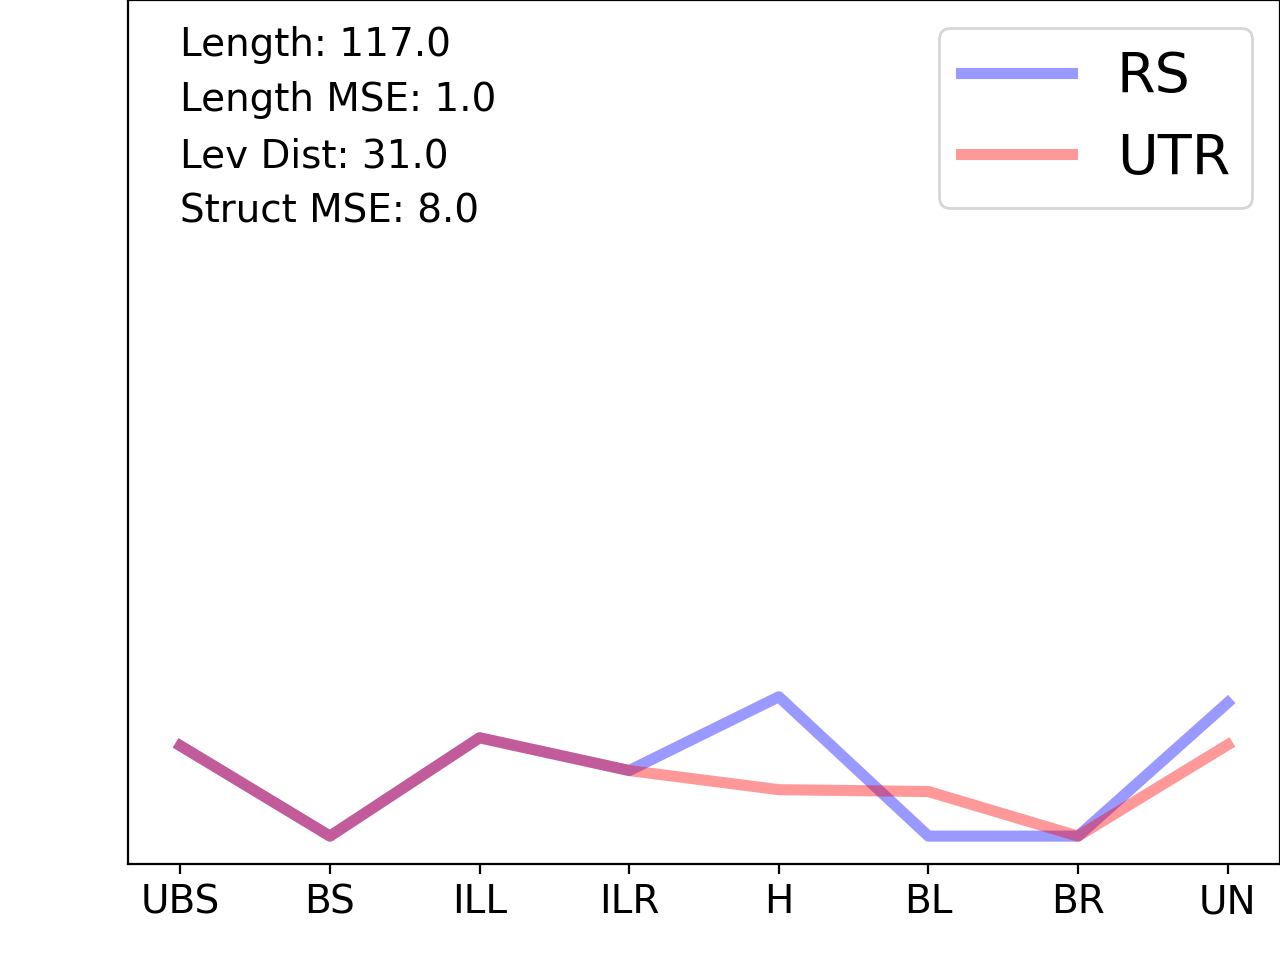 Length: 117.0
Length MSE: 1.0
Lev Dist: 31.0
Struct MSE: 8.0
RS
UTR
UBS BS ILL ILR H BL BR UN